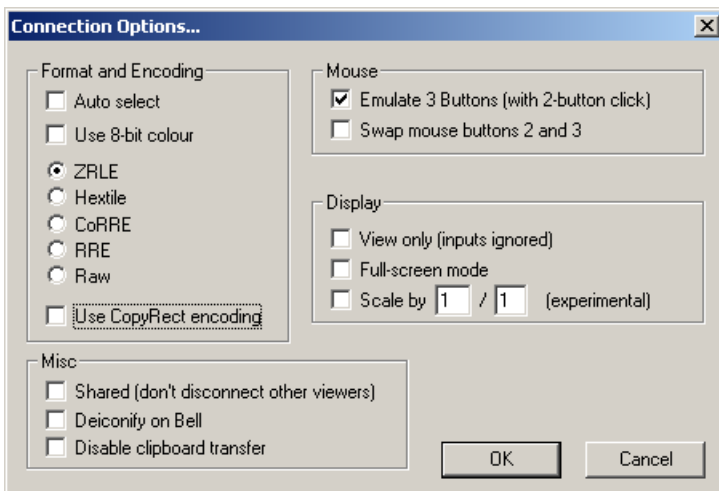 Connection Options...
Format and Encoding
Auto select
Use 8-bit colour
ZRLE
Hextile
CoRRE
RRE
Raw
Use CopyRect encoding
Mouse
Emulate 3 Buttons (with 2-button click)
Swap mouse buttons 2 and 3
Display
View only (inputs ignored)
Full-screen mode
Scale by 1 / 1 (experimental)
Misc
Shared (don't disconnect other viewers)
Deiconify on Bell
Disable clipboard transfer
OK Cancel